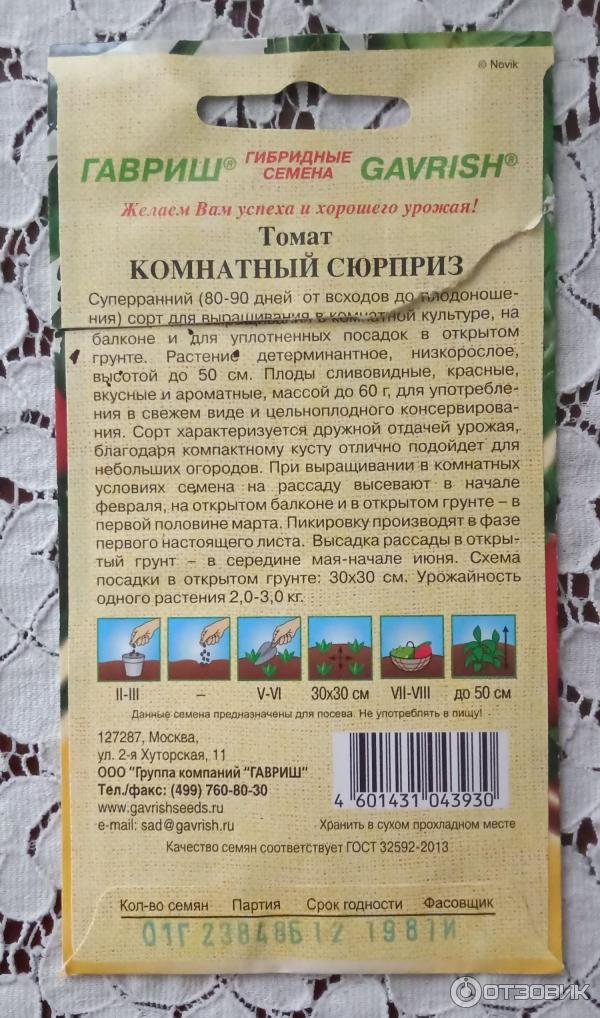 © Novik
ГАВРИШ® ГИБРИДНЫЕ СЕМЕНА GAVRISH®
Желаем Вам успеха и хорошего урожая!
Томат
КОМНАТНЫЙ СЮРПРИЗ
Суперранний (80-90 дней от всходов до плодоноше-
ния) сорт для выращивания в комнатной культуре, на
балконе и для уплотненных посадок в открытом
грунте. Растение детерминантное, низкорослое,
высотой до 50 см. Плоды сливовидные, красные,
вкусные и ароматные, массой до 60 г, для употребле-
ния в свежем виде и цельноплодного консервирова-
ния. Сорт характеризуется дружной отдачей урожая,
благодаря компактному кусту отлично подойдет для
небольших огородов. При выращивании в комнатных
условиях семена на рассаду высевают в начале
февраля, на открытом балконе и в открытом грунте – в
первой половине марта. Пикировку производят в фазе
первого настоящего листа. Высадка рассады в откры-
тый грунт – в середине мая-начале июня. Схема
посадки в открытом грунте: 30х30 см. Урожайность
одного растения 2,0-3,0 кг.
II-III – V-VI 30х30 см VII-VIII до 50 см
Данные семена предназначены для посева. Не употреблять в пищу!
127287, Москва,
ул. 2-я Хуторская, 11
ООО "Группа компаний "ГАВРИШ"
Тел./факс: (499) 760-80-30
www.gavrishseeds.ru
e-mail: sad@gavrish.ru
4 601431 043930
Хранить в сухом прохладном месте
Качество семян соответствует ГОСТ 32592-2013
Кол-во семян Партия Срок годности Фасовщик
ОТЗОВИК